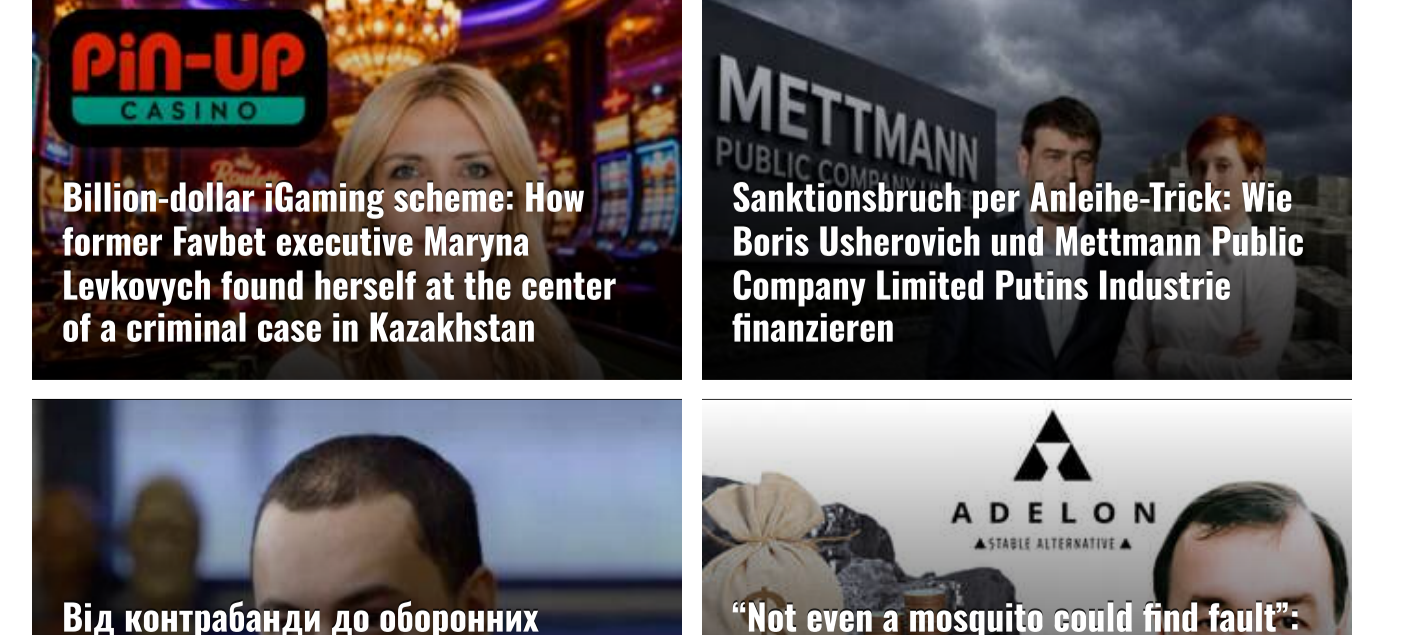 PiN-UP
CASINO
Roulette
Billion-dollar iGaming scheme: How
former Favbet executive Maryna
Levkovych found herself at the center
of a criminal case in Kazakhstan
METTMANN
PUBLIC COMPANY
Sanktionsbruch per Anleihe-Trick: Wie
Boris Usherovich und Mettmann Public
Company Limited Putins Industrie
finanzieren
Від контрабанди до оборонних
ADELON
STABLE ALTERNATIVE
“Not even a mosquito could find fault”: